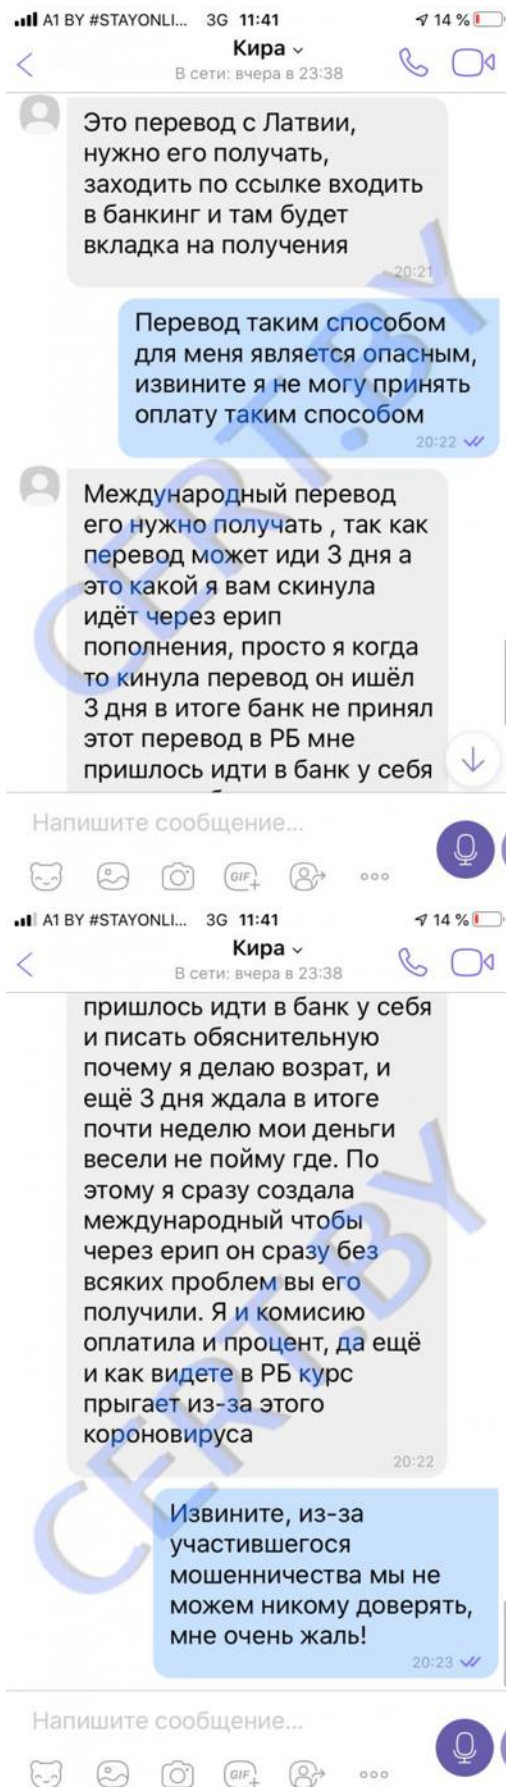 A1 BY #STAYONLI... 3G 11:41 14 %
Кира
В сети: вчера в 23:38
Это перевод с Латвии,
нужно его получать,
заходить по ссылке входить
в банкинг и там будет
вкладка на получения
20:21
Перевод таким способом
для меня является опасным,
извините я не могу принять
оплату таким способом
20:22
Международный перевод
его нужно получать , так как
перевод может иди 3 дня а
это какой я вам скинула
идёт через ерип
пополнения, просто я когда
то кинула перевод он ишёл
3 дня в итоге банк не принял
этот перевод в РБ мне
пришлось идти в банк у себя
Напишите сообщение...
GIF
A1 BY #STAYONLI... 3G 11:41 14 %
Кира
В сети: вчера в 23:38
пришлось идти в банк у себя
и писать обяснительную
почему я делаю возрат, и
ещё 3 дня ждала в итоге
почти неделю мои деньги
весели не пойму где. По
этому я сразу создала
международный чтобы
через ерип он сразу без
всяких проблем вы его
получили. Я и комисию
оплатила и процент, да ещё
и как видете в РБ курс
прыгает из-за этого
короновируса
20:22
Извините, из-за
участившегося
мошенничества мы не
можем никому доверять,
мне очень жаль!
20:23
Напишите сообщение...
GIF
CERT.BY
CERT.BY